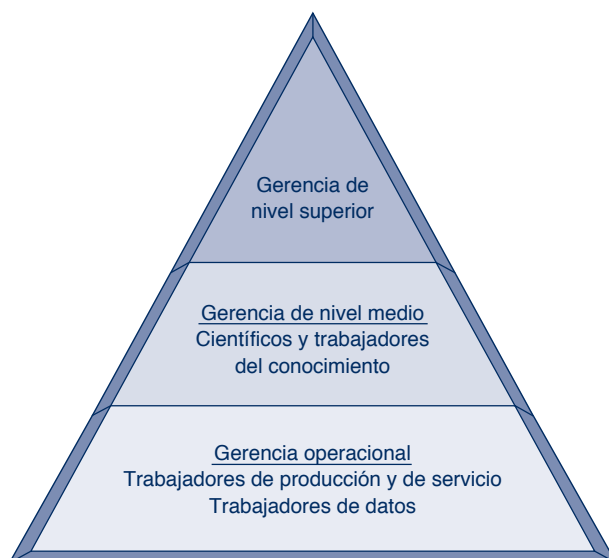 Gerencia de
nivel superior
Gerencia de nivel medio
Científicos y trabajadores
del conocimiento
Gerencia operacional
Trabajadores de producción y de servicio
Trabajadores de datos